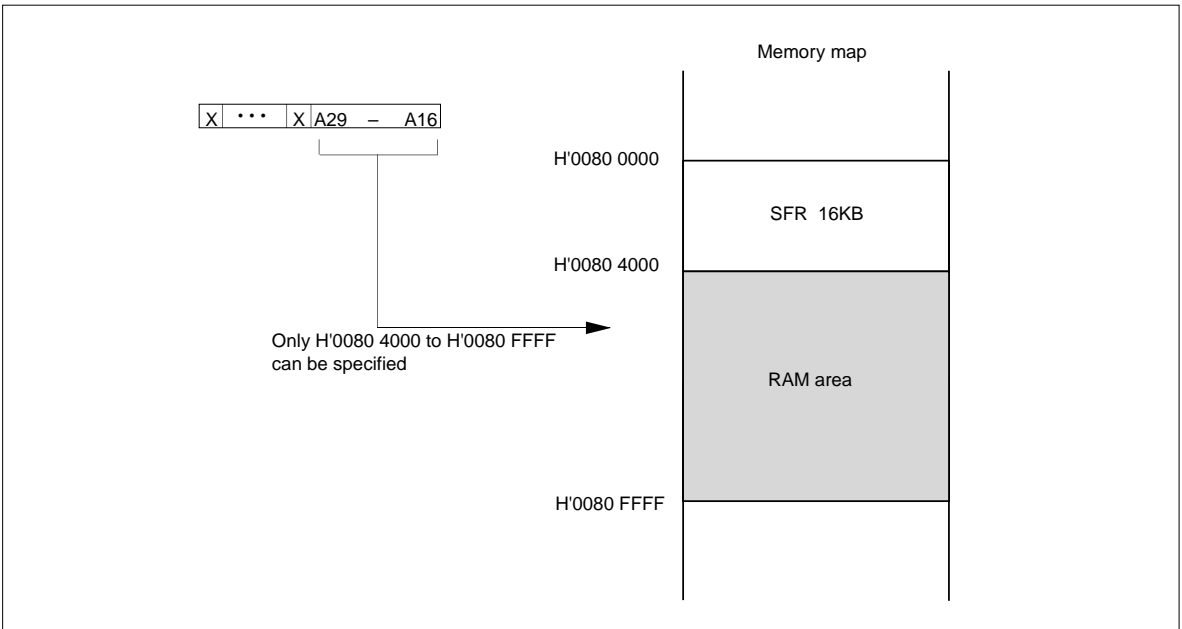 Memory map
X ··· X A29 – A16
H'0080 0000
SFR 16KB
H'0080 4000
Only H'0080 4000 to H'0080 FFFF
can be specified
RAM area
H'0080 FFFF